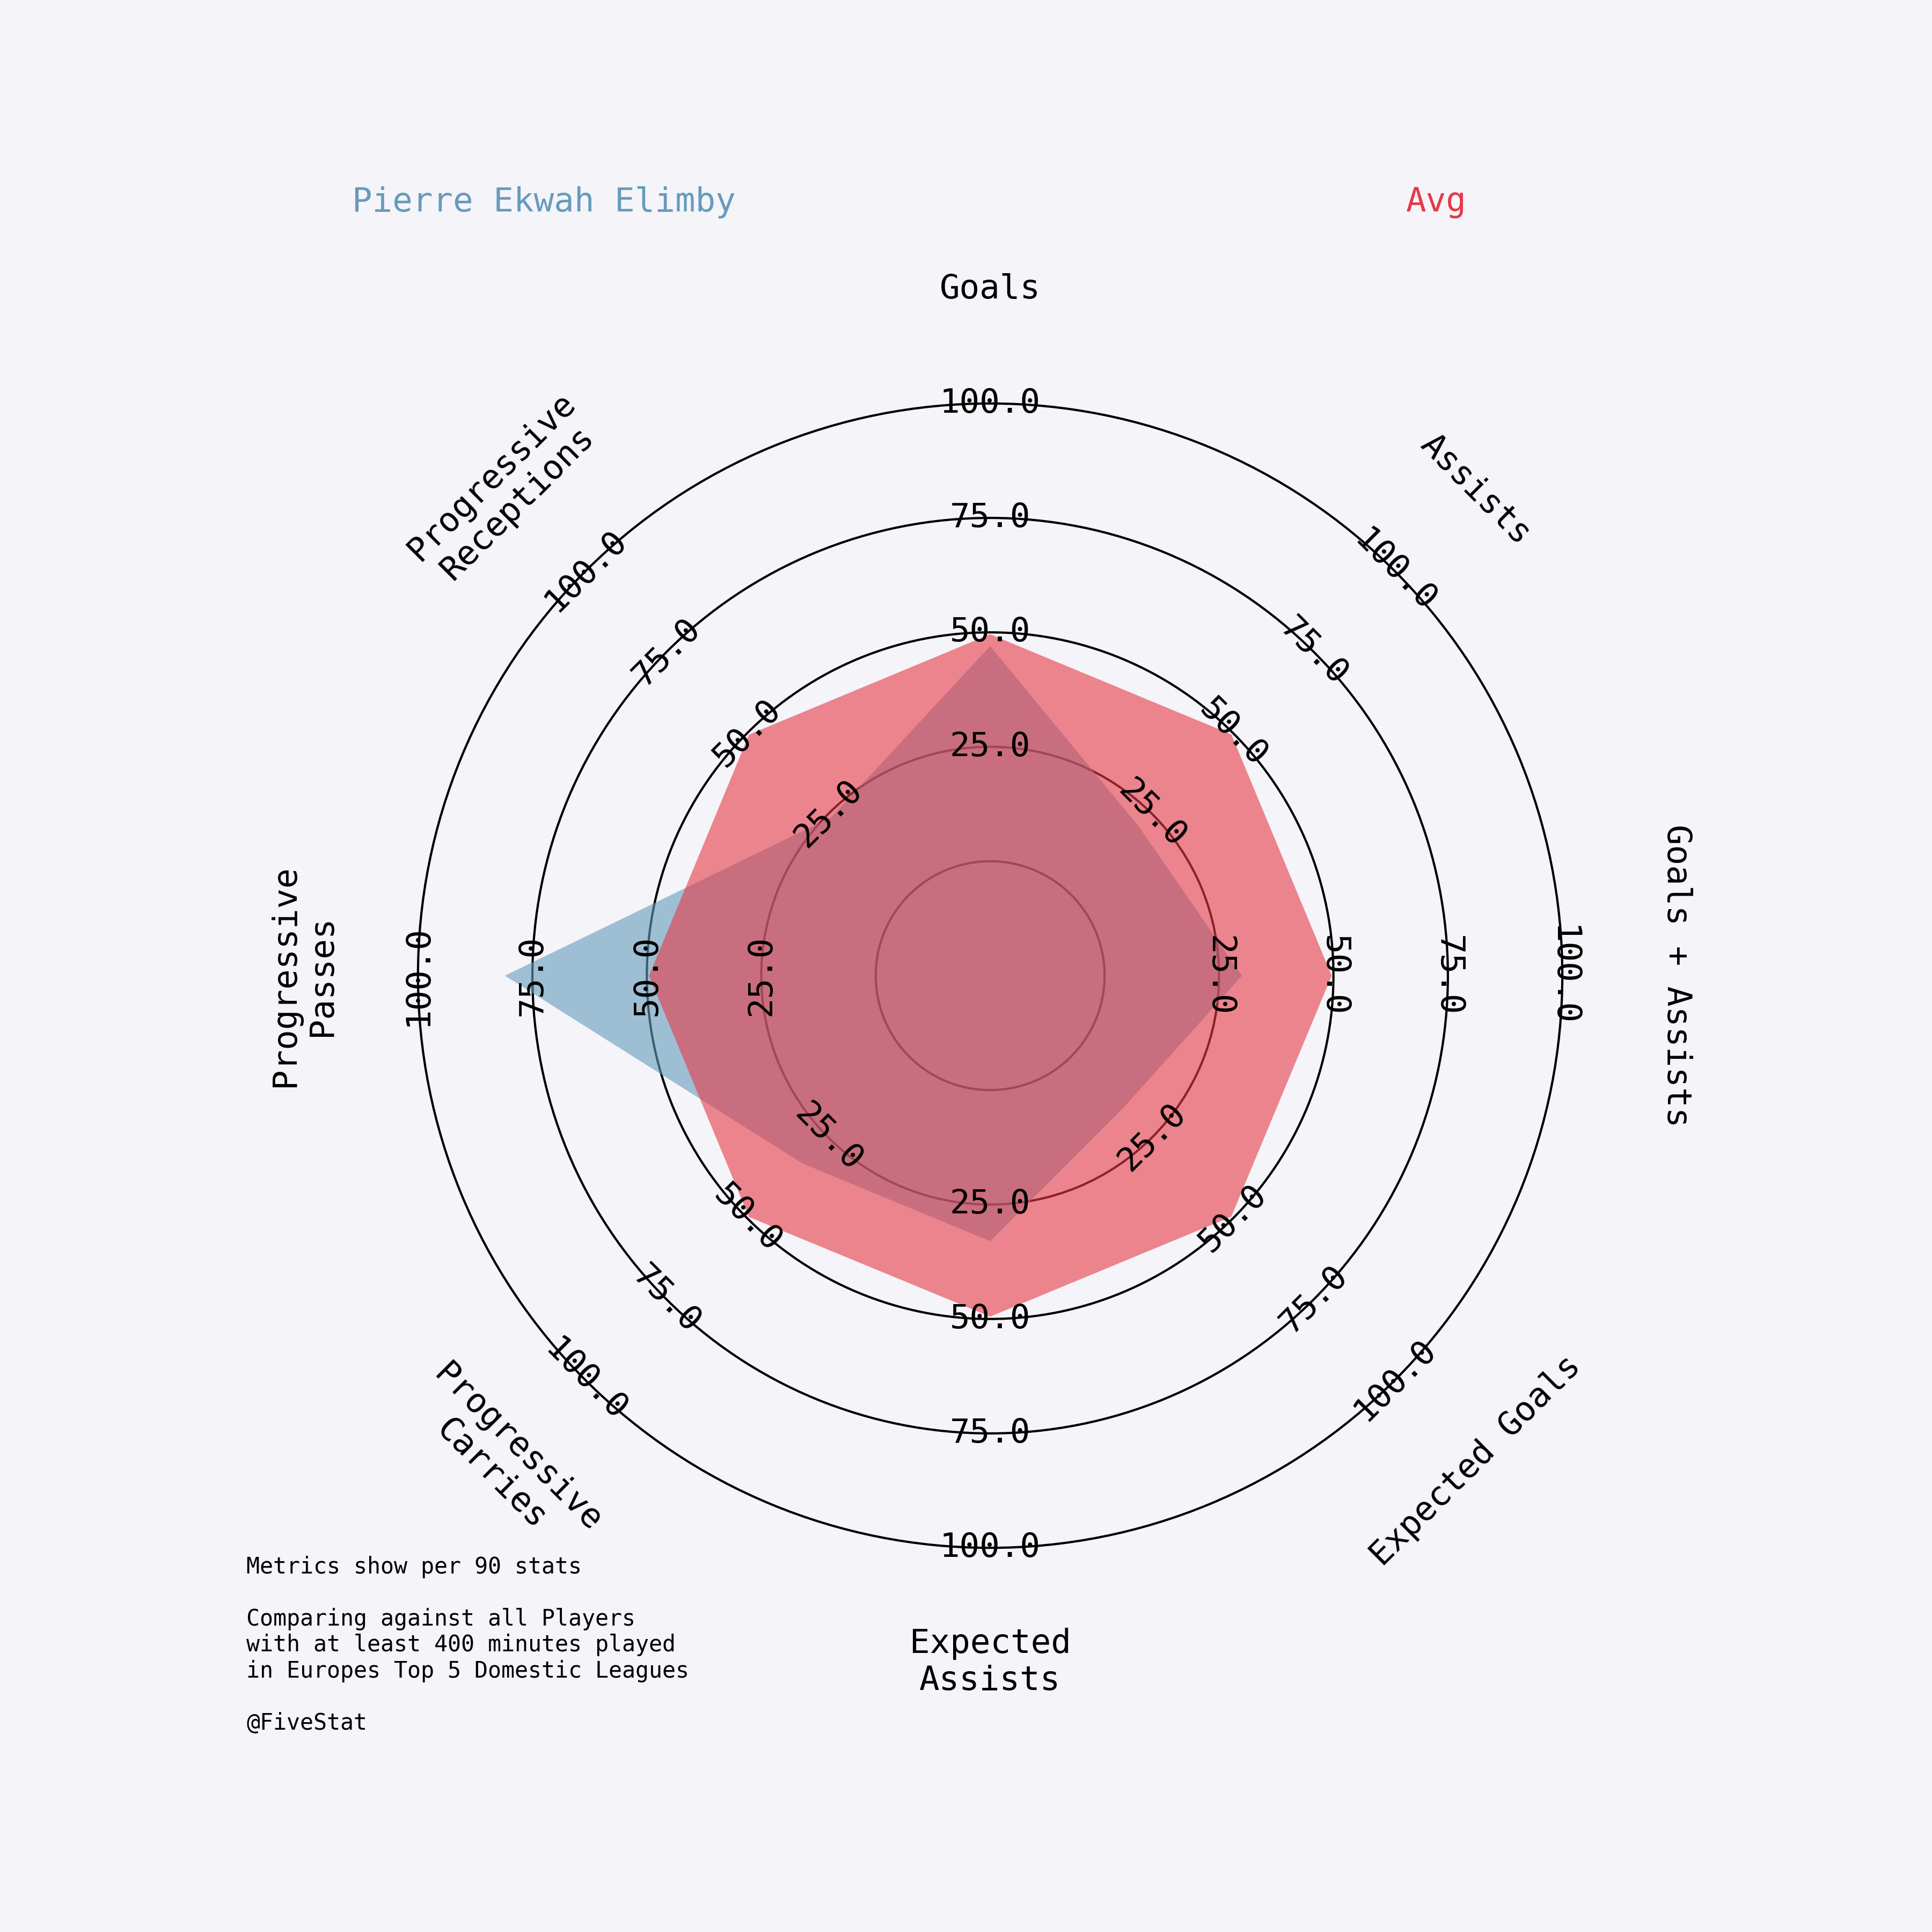 Pierre Ekwah Elimby
Avg
Goals
Assists
Goals + Assists
Expected Goals
Expected
Assists
Progressive
Carries
Progressive
Passes
Progressive
Receptions
25.0
50.0
75.0
100.0
25.0
50.0
75.0
100.0
25.0
50.0
75.0
100.0
25.0
50.0
75.0
100.0
25.0
50.0
75.0
100.0
25.0
50.0
75.0
100.0
25.0
50.0
75.0
100.0
25.0
50.0
75.0
100.0
Metrics show per 90 stats
Comparing against all Players
with at least 400 minutes played
in Europes Top 5 Domestic Leagues
@FiveStat